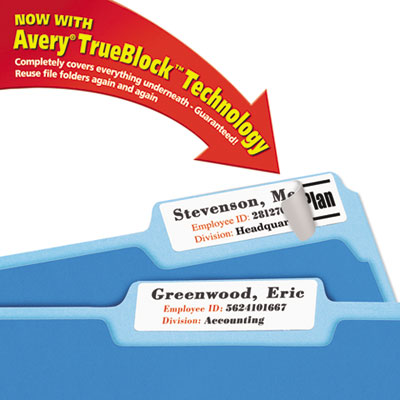 NOW WITH
Avery® TrueBlock™ Technology
Completely covers everything underneath - Guaranteed!
Reuse file folders again and again
Stevenson, Me
Plan
Employee ID: 28127
Division: Headquar
Greenwood, Eric
Employee ID: 5624101667
Division: Accounting